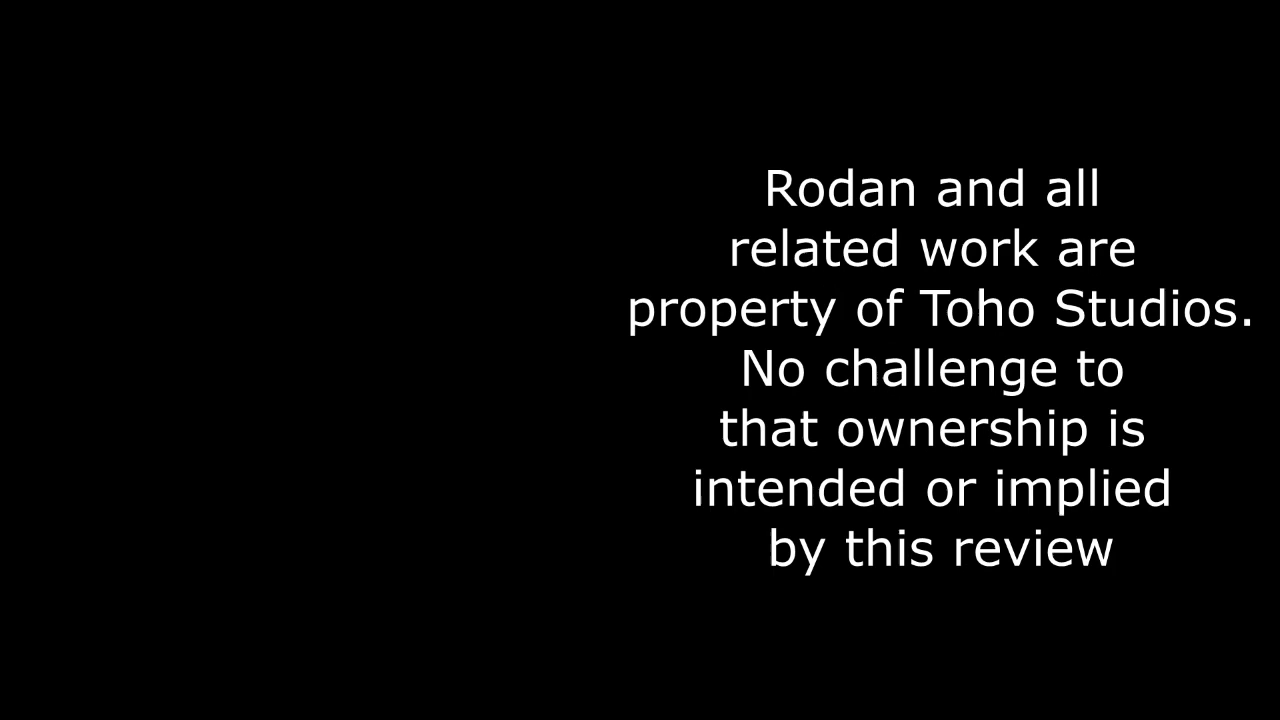 Rodan and all
related work are
property of Toho Studios.
No challenge to
that ownership is
intended or implied
by this review